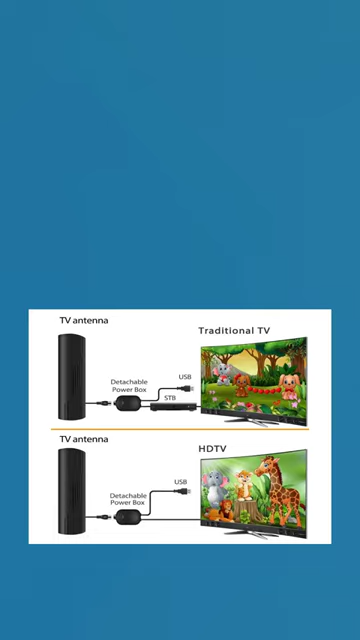 TV antenna
Traditional TV
USB
Detachable
Power Box
STB
TV antenna
HDTV
USB
Detachable
Power Box